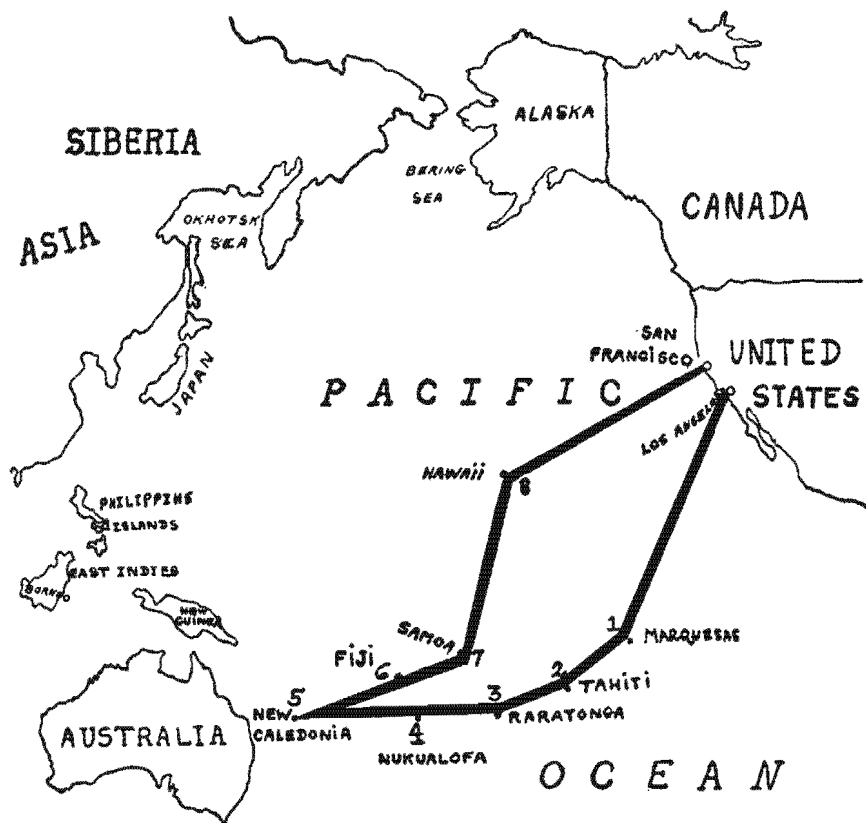 ALASKA
SIBERIA
BERING
SEA
OKHOTSK
SEA
CANADA
ASIA
SAN
FRANCISCO
UNITED
STATES
JAPAN
PACIFIC
LOS ANGELES
HAWAII
8
PHILIPPINE
ISLANDS
EAST INDIES
BORNEO
NEW
GUINEA
1
MARQUESAS
SAMOA
7
FIJI
6
2
TAHITI
5
3
NEW
CALEDONIA
RARATONGA
4
AUSTRALIA
NUKUALOFA
OCEAN